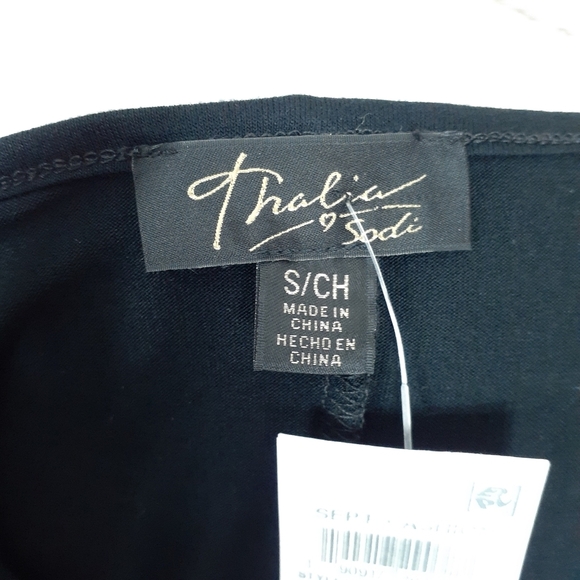 Thalia
Sodi
S/CH
MADE IN
CHINA
HECHO EN
CHINA